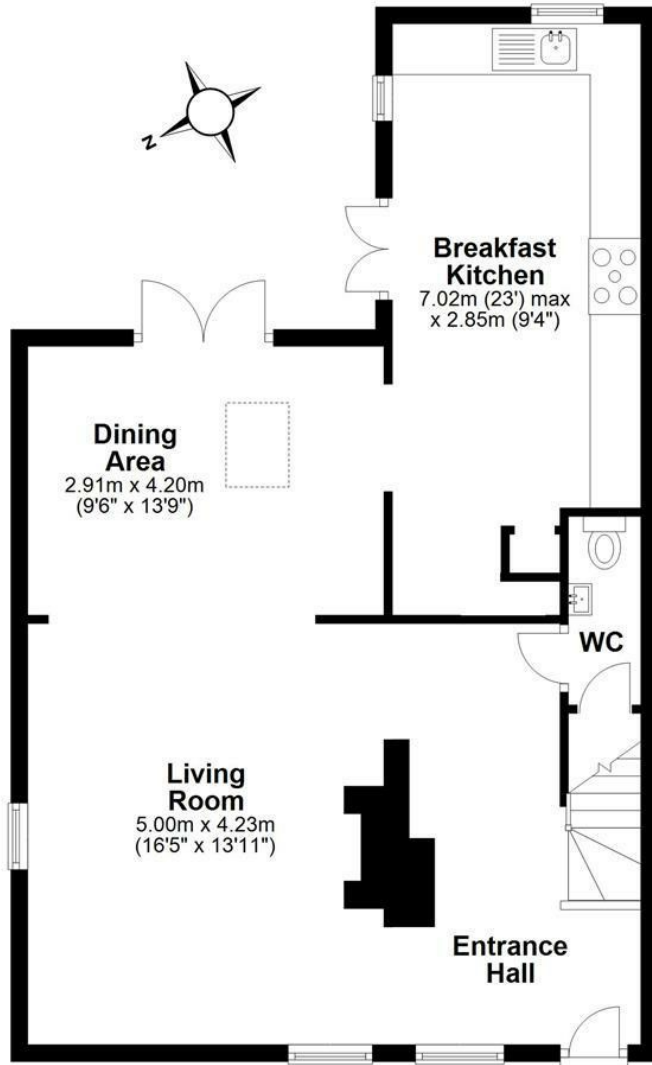 N
Breakfast
Kitchen
7.02m (23') max
x 2.85m (9'4")
Dining
Area
2.91m x 4.20m
(9'6" x 13'9")
WC
Living
Room
5.00m x 4.23m
(16'5" x 13'11")
Entrance
Hall